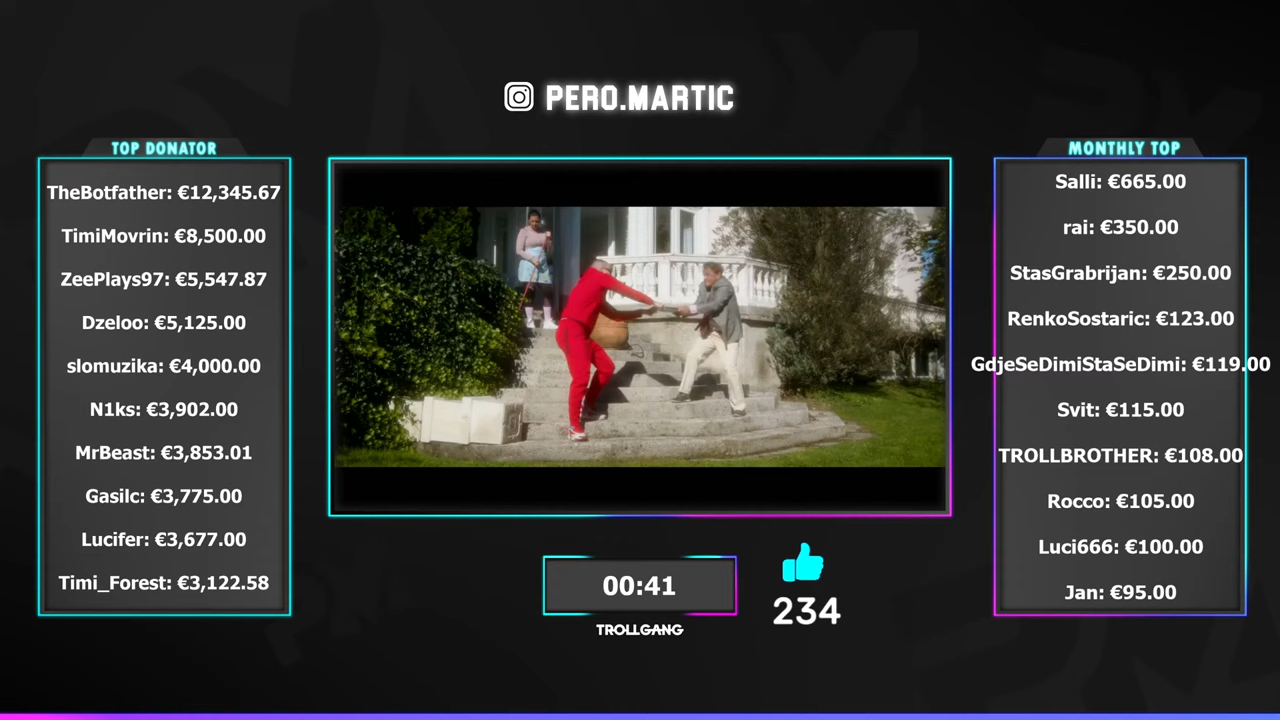 PERO.MARTIC
TOP DONATOR
TheBotfather: €12,345.67
TimiMovrin: €8,500.00
ZeePlays97: €5,547.87
Dzeloo: €5,125.00
slomuzika: €4,000.00
N1ks: €3,902.00
MrBeast: €3,853.01
Gasilc: €3,775.00
Lucifer: €3,677.00
Timi_Forest: €3,122.58
MONTHLY TOP
Salli: €665.00
rai: €350.00
StasGrabrijan: €250.00
RenkoSostaric: €123.00
GdjeSeDimiStaSeDimi: €119.00
Svit: €115.00
TROLLBROTHER: €108.00
Rocco: €105.00
Luci666: €100.00
Jan: €95.00
00:41
TROLLGANG
234